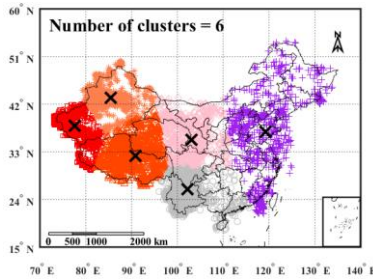 60° N
Number of clusters = 6
N
51° N
42° N
33° N
24° N
15° N
0 500 1000 2000 km
70° E 80° E 90° E 100° E 110° E 120° E 130° E 140° E